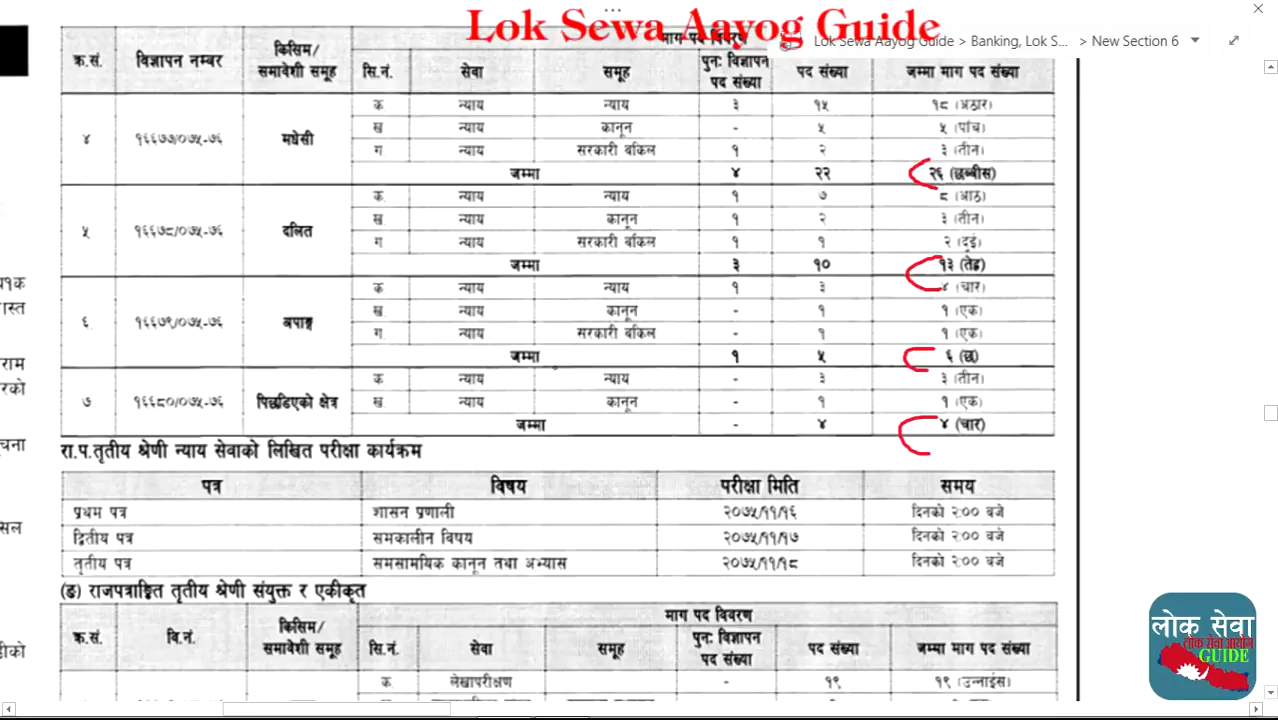 Lok Sewa Aayog Guide
Lok Sewa Aayog Guide > Banking, Lok S... > New Section 6
माग पद विवरण
क्र.सं. विज्ञापन नम्बर किसिम/ समावेशी समूह सि.नं. सेवा समूह पुनः विज्ञापन पद संख्या पद संख्या जम्मा माग पद संख्या
क न्याय न्याय ३ १५ १८ (अठार)
४ १६६७७/०७५-७६ मधेसी ख न्याय कानून - ५ ५ (पांच)
ग न्याय सरकारी वकिल १ २ ३ (तीन)
जम्मा ४ २२ २६ (छब्बीस)
क न्याय न्याय १ ७ ८ (आठ)
५ १६६७८/०७५-७६ दलित ख न्याय कानून १ २ ३ (तीन)
ग न्याय सरकारी वकिल १ १ २ (दुई)
जम्मा ३ १० १३ (तेह्र)
क न्याय न्याय १ ३ ४ (चार)
६ १६६७९/०७५-७६ अपाङ्ग ख न्याय कानून - १ १ (एक)
ग न्याय सरकारी वकिल - १ १ (एक)
जम्मा १ ५ ६ (छ)
क न्याय न्याय - ३ ३ (तीन)
७ १६६८०/०७५-७६ पिछडिएको क्षेत्र ख न्याय कानून - १ १ (एक)
जम्मा - ४ ४ (चार)
रा.प.तृतीय श्रेणी न्याय सेवाको लिखित परीक्षा कार्यक्रम
पत्र विषय परीक्षा मिति समय
प्रथम पत्र शासन प्रणाली २०७५/११/१६ दिनको २:०० बजे
द्वितीय पत्र समकालीन विषय २०७५/११/१७ दिनको २:०० बजे
तृतीय पत्र समसामयिक कानून तथा अभ्यास २०७५/११/१८ दिनको २:०० बजे
(ङ) राजपत्राङ्कित तृतीय श्रेणी संयुक्त र एकीकृत
माग पद विवरण
क्र.सं. वि.नं. किसिम/ समावेशी समूह सि.नं. सेवा समूह पुनः विज्ञापन पद संख्या पद संख्या जम्मा माग पद संख्या
क लेखापरीक्षण - १९ १९ (उन्नाइस)
लोक सेवा
लोक सेवा आयोग
GUIDE